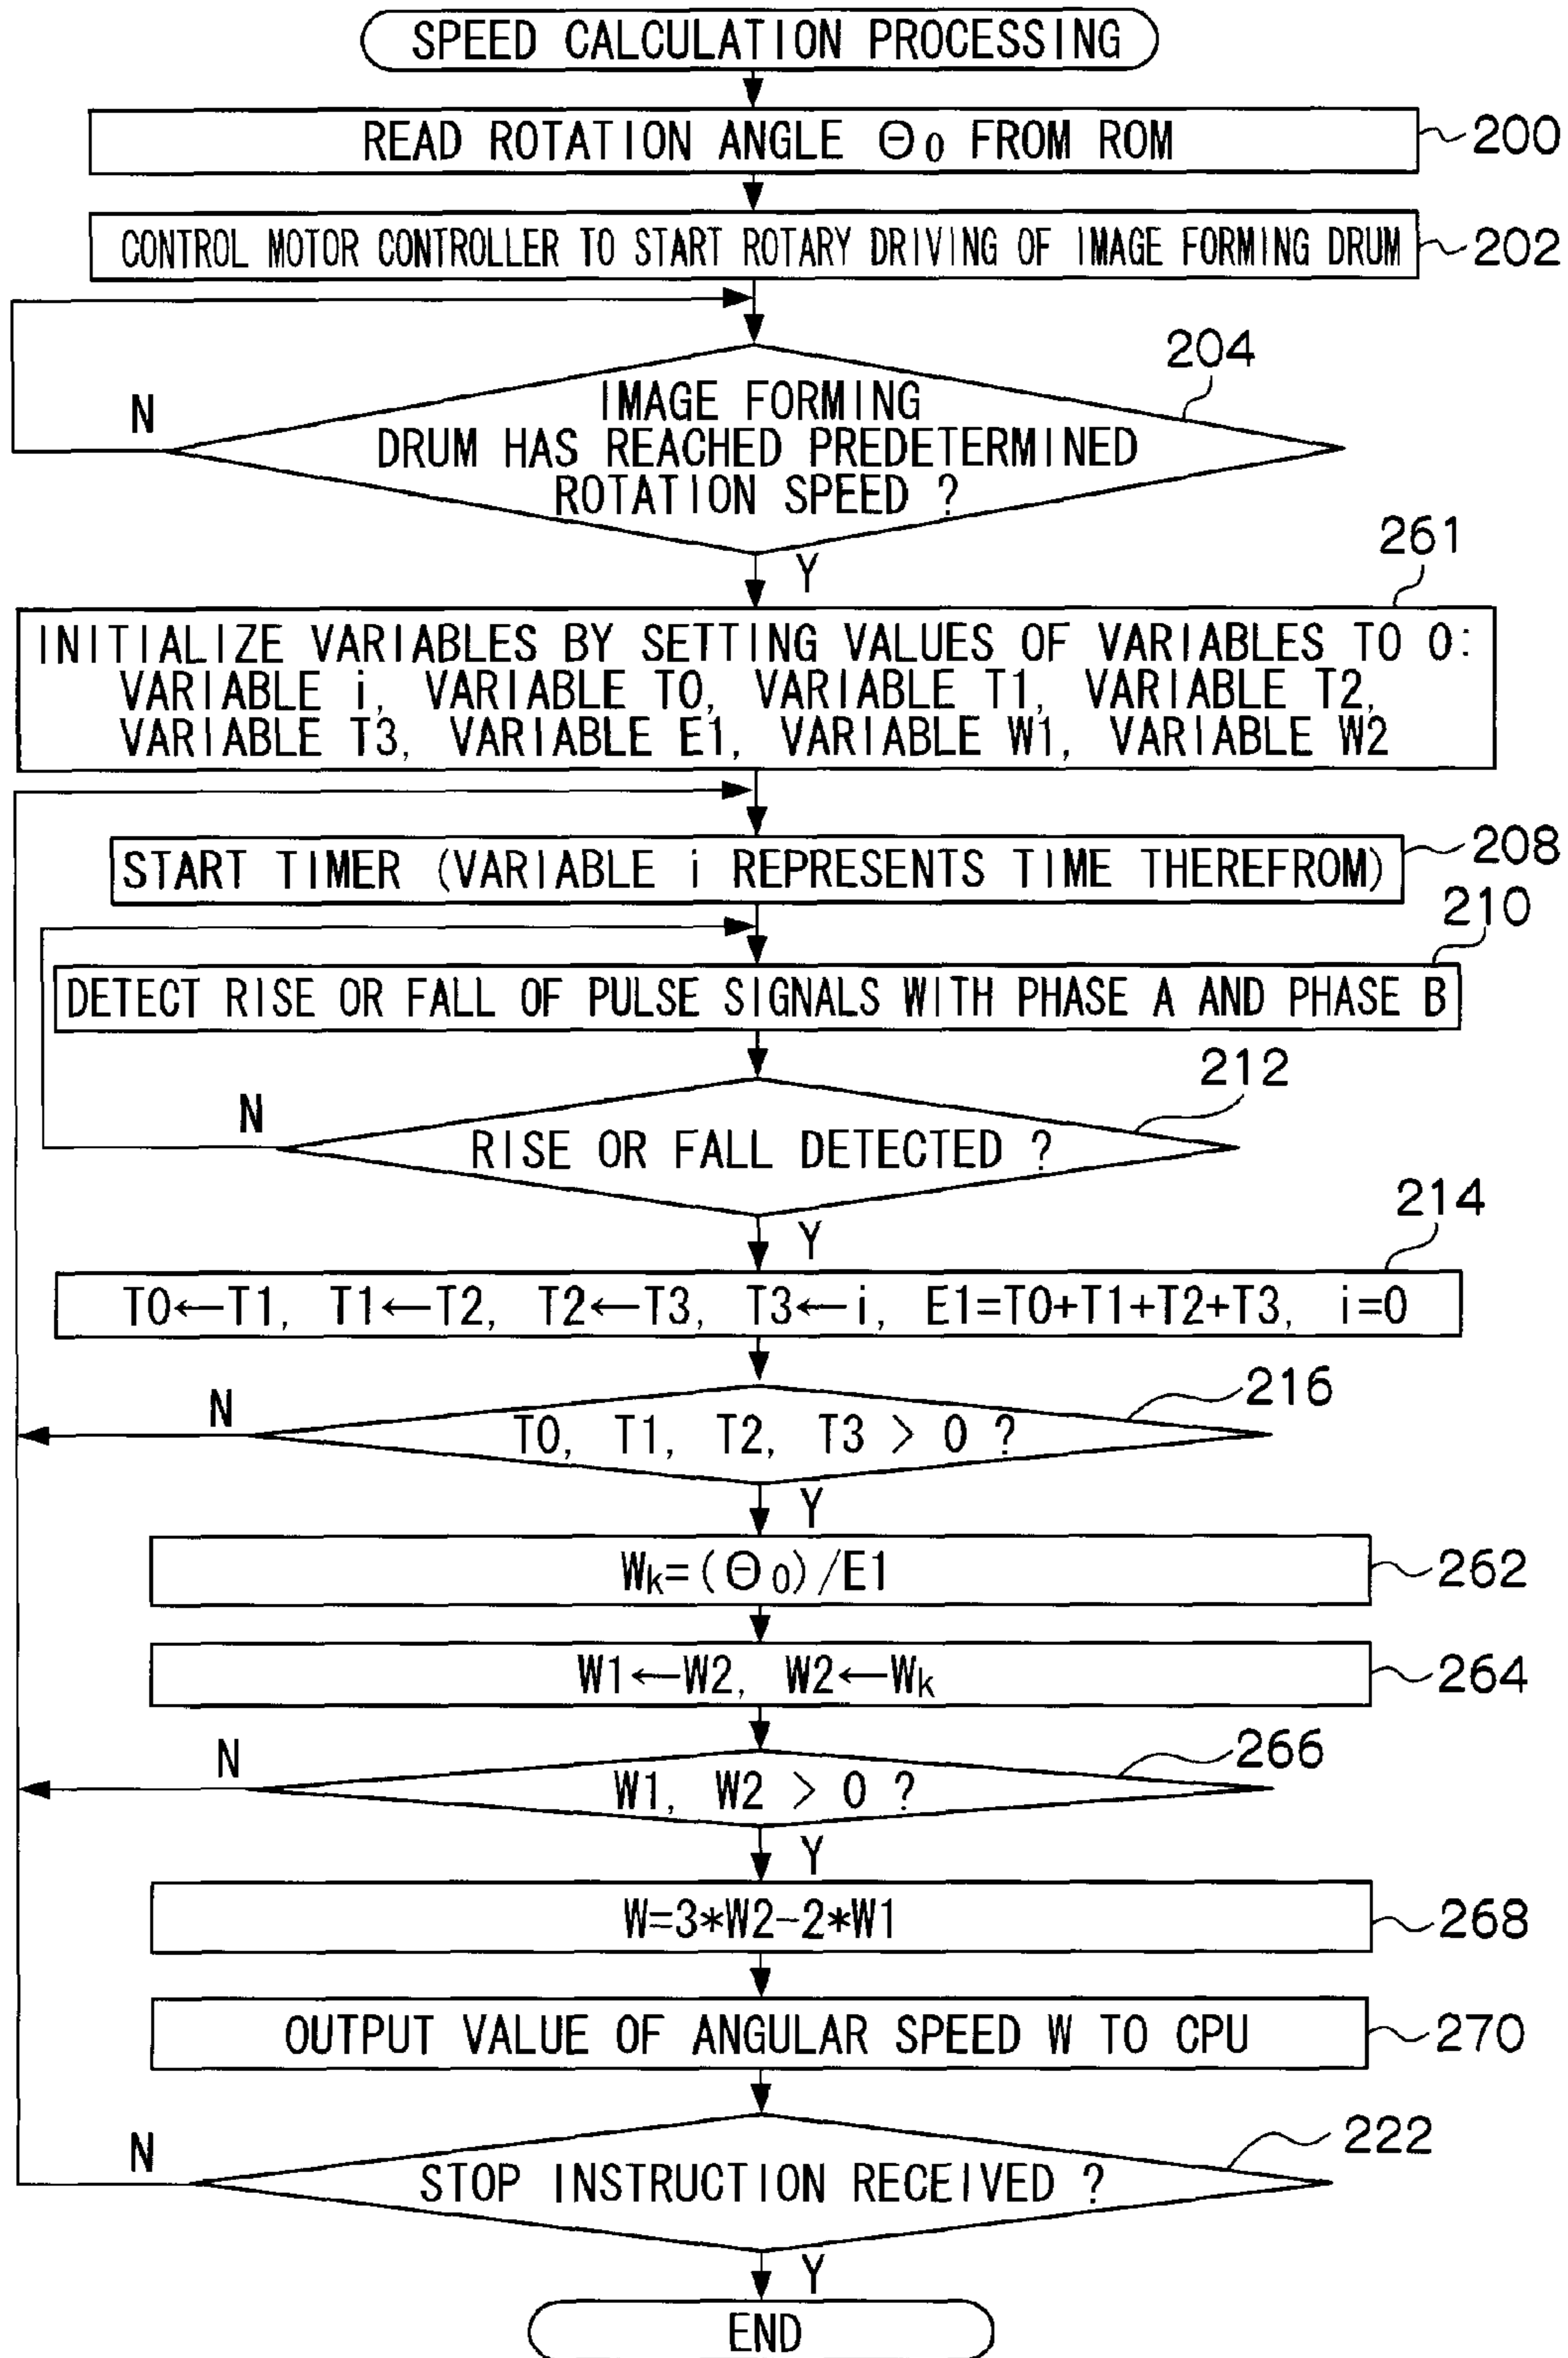 SPEED CALCULATION PROCESSING
READ ROTATION ANGLE Θ0 FROM ROM
200
CONTROL MOTOR CONTROLLER TO START ROTARY DRIVING OF IMAGE FORMING DRUM
202
204
N
IMAGE FORMING
DRUM HAS REACHED PREDETERMINED
ROTATION SPEED ?
Y
261
INITIALIZE VARIABLES BY SETTING VALUES OF VARIABLES TO 0:
VARIABLE i, VARIABLE T0, VARIABLE T1, VARIABLE T2,
VARIABLE T3, VARIABLE E1, VARIABLE W1, VARIABLE W2
START TIMER (VARIABLE i REPRESENTS TIME THEREFROM)
208
210
DETECT RISE OR FALL OF PULSE SIGNALS WITH PHASE A AND PHASE B
212
N
RISE OR FALL DETECTED ?
Y
214
T0←T1, T1←T2, T2←T3, T3←i, E1=T0+T1+T2+T3, i=0
216
N
T0, T1, T2, T3 > 0 ?
Y
Wk=(Θ0)/E1
262
W1←W2, W2←Wk
264
266
N
W1, W2 > 0 ?
Y
W=3*W2-2*W1
268
OUTPUT VALUE OF ANGULAR SPEED W TO CPU
270
222
N
STOP INSTRUCTION RECEIVED ?
Y
END